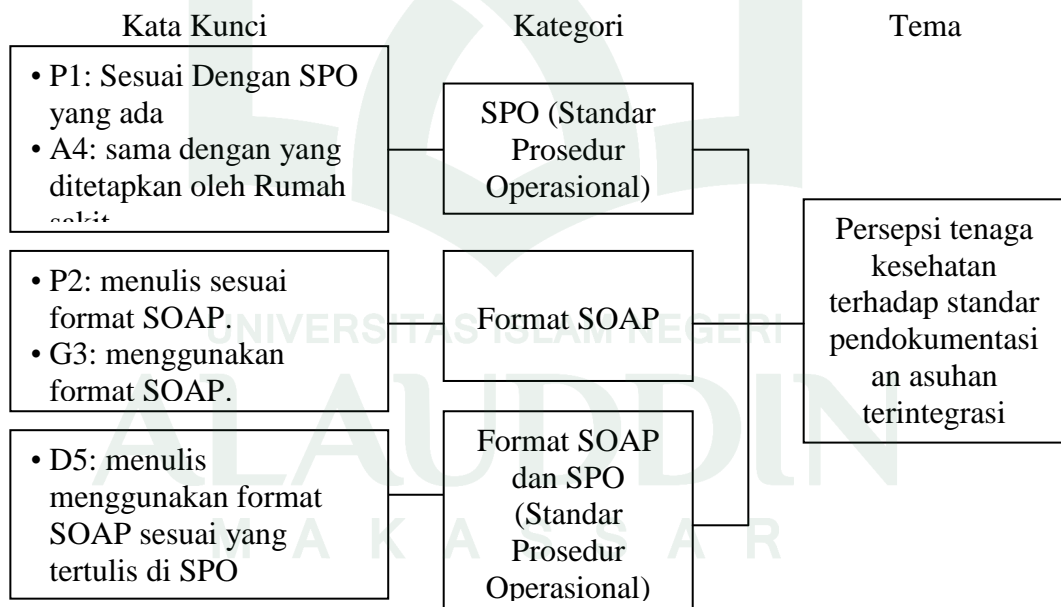 Kata Kunci
Kategori
Tema
• P1: Sesuai Dengan SPO
yang ada
• A4: sama dengan yang
ditetapkan oleh Rumah
sakit
SPO (Standar
Prosedur
Operasional)
• P2: menulis sesuai
format SOAP.
• G3: menggunakan
format SOAP.
Format SOAP
• D5: menulis
menggunakan format
SOAP sesuai yang
tertulis di SPO
Format SOAP
dan SPO
(Standar
Prosedur
Operasional)
Persepsi tenaga
kesehatan
terhadap standar
pendokumentasi
an asuhan
terintegrasi
UNIVERSITAS ISLAM NEGERI
ALAUDDIN
MAKASSAR